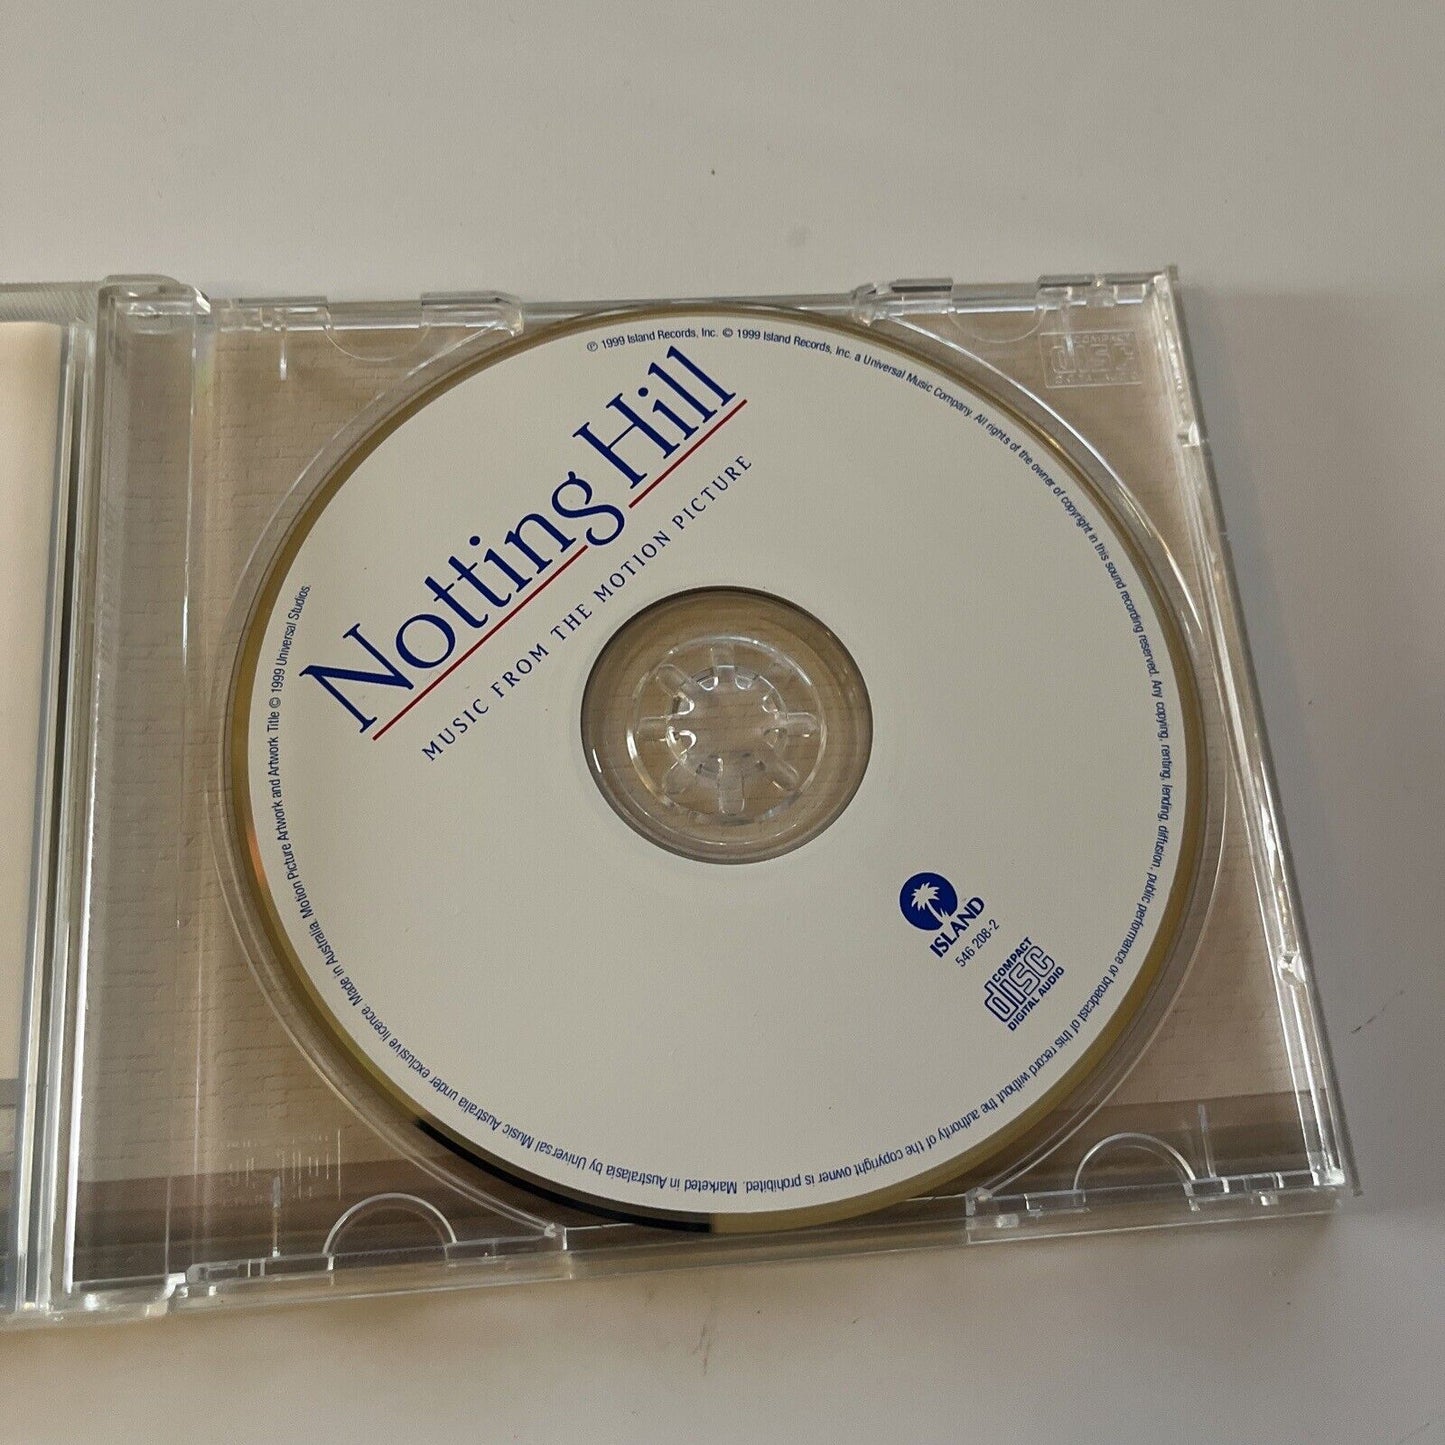 Notting Hill
MUSIC FROM THE MOTION PICTURE
℗ 1999 Island Records, Inc. © 1999 Island Records, Inc. a Universal Music Company. All rights of the owner of copyright in this sound recording reserved. Any copying, renting, lending, diffusion, public performance or broadcast of this record without the authority of the copyright owner is prohibited. Marketed in Australasia by Universal Music Australia under exclusive licence. Made in Australia. Motion Picture Artwork and Artwork Title © 1999 Universal Studios.
ISLAND
546 208-2
COMPACT
disc
DIGITAL AUDIO
COMPACT
disc